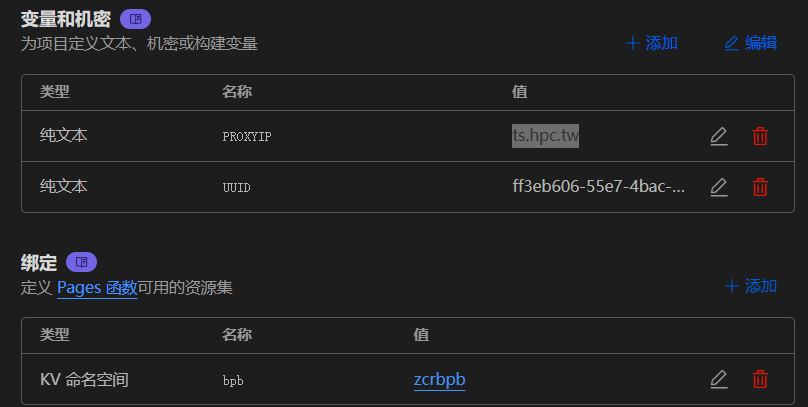 变量和机密
为项目定义文本、机密或构建变量
添加 编辑
类型 名称 值
纯文本 PROXYIP ts.hpc.tw
纯文本 UUID ff3eb606-55e7-4bac-...
绑定
定义 Pages 函数可用的资源集
添加
类型 名称 值
KV 命名空间 bpb zcrbpb